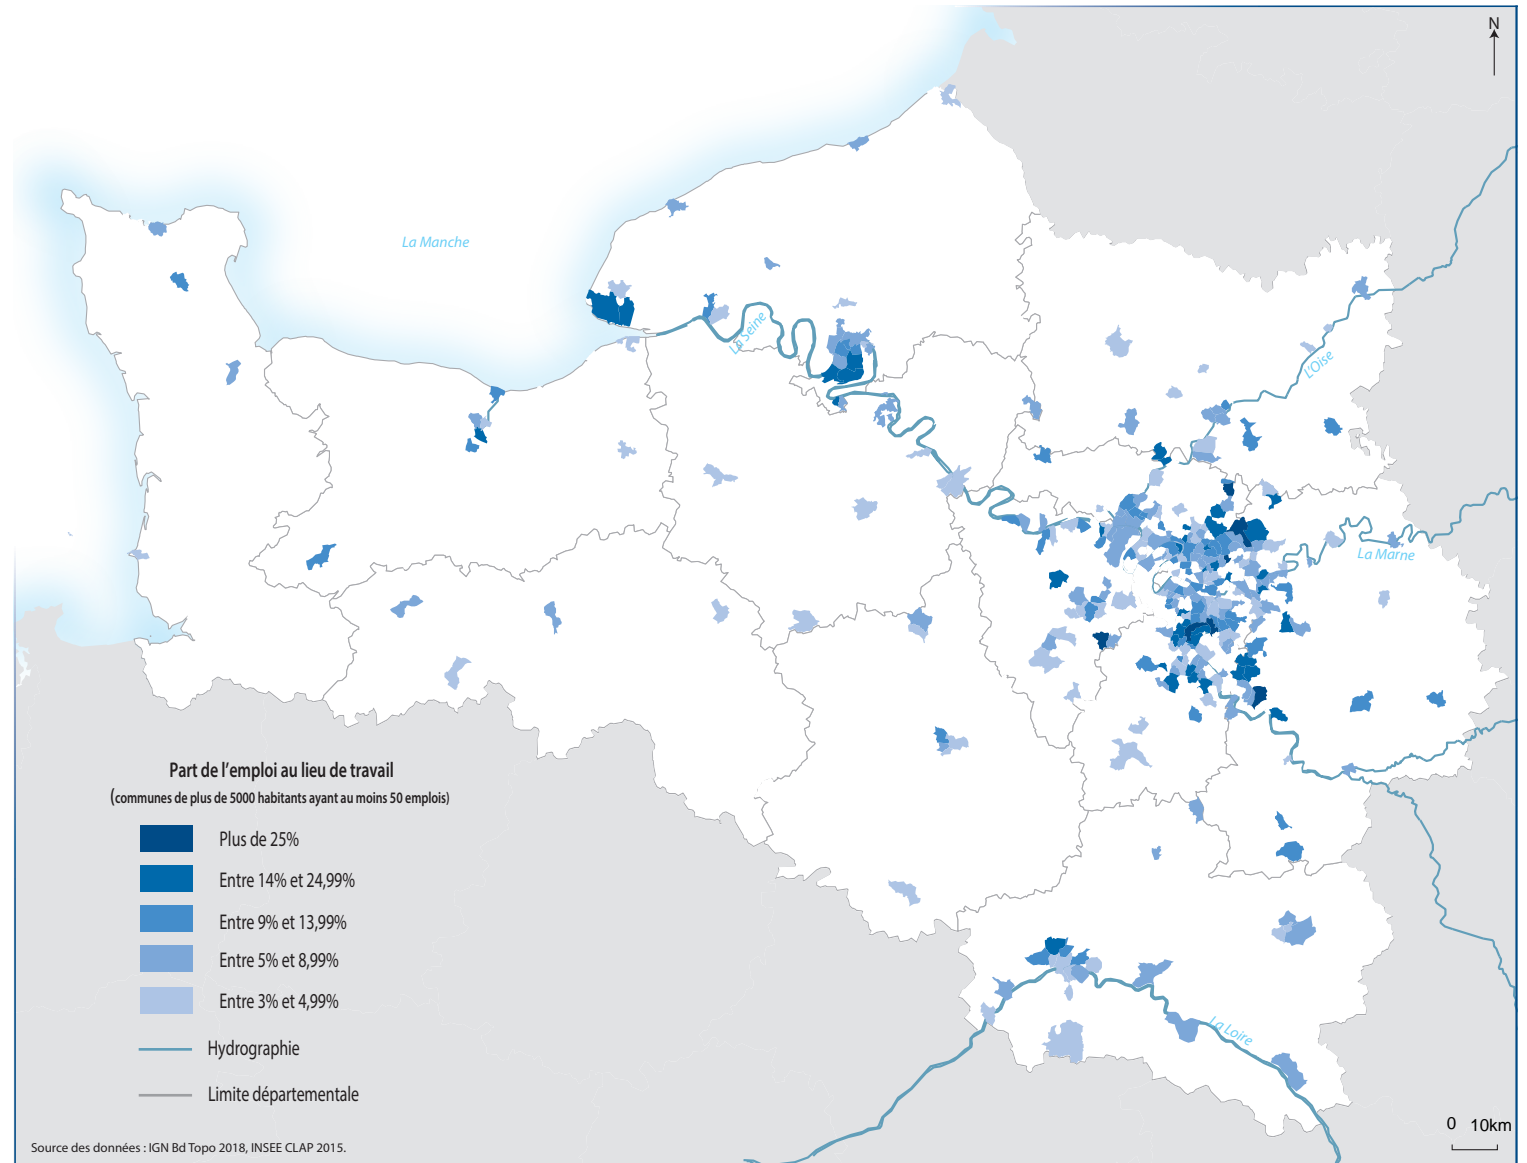 N
La Manche
La Seine
L'Oise
La Marne
La Loire
Part de l'emploi au lieu de travail
(communes de plus de 5000 habitants ayant au moins 50 emplois)
Plus de 25%
Entre 14% et 24,99%
Entre 9% et 13,99%
Entre 5% et 8,99%
Entre 3% et 4,99%
Hydrographie
Limite départementale
0 10km
Source des données : IGN Bd Topo 2018, INSEE CLAP 2015.